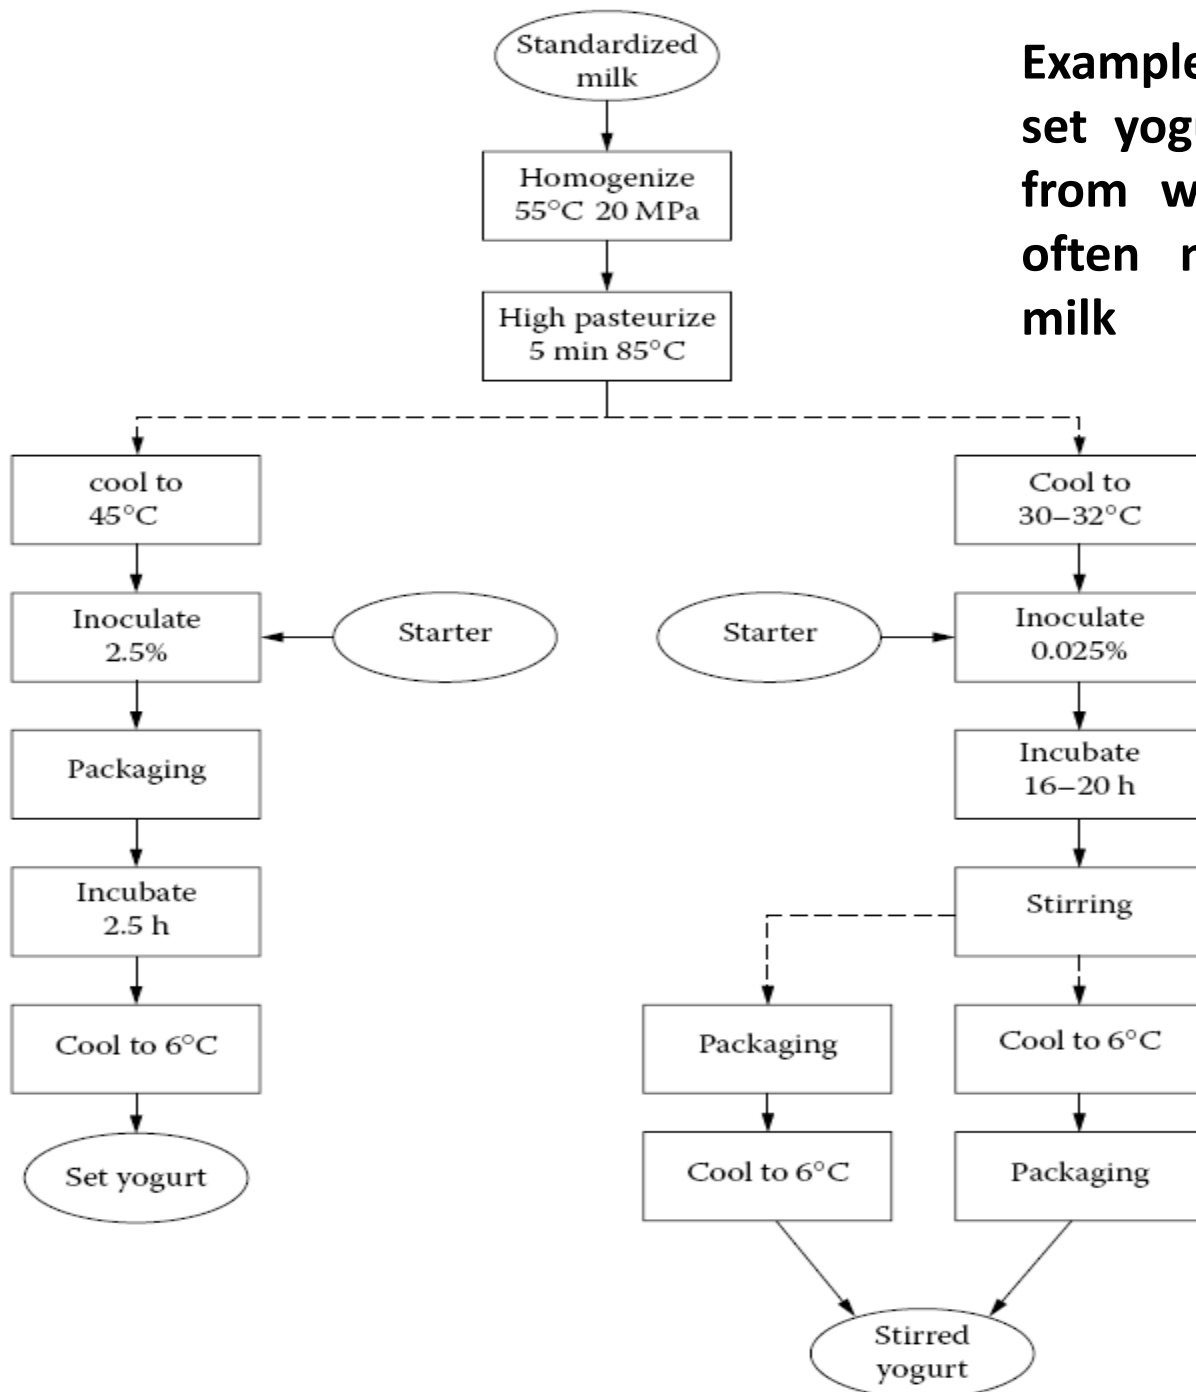 Standardized
milk
Example
set yogu
from w
often r
milk
Homogenize
55°C 20 MPa
High pasteurize
5 min 85°C
cool to
45°C
Inoculate
2.5%
Starter
Packaging
Incubate
2.5 h
Cool to 6°C
Set yogurt
Cool to
30–32°C
Starter
Inoculate
0.025%
Incubate
16–20 h
Stirring
Packaging
Cool to 6°C
Cool to 6°C
Packaging
Stirred
yogurt